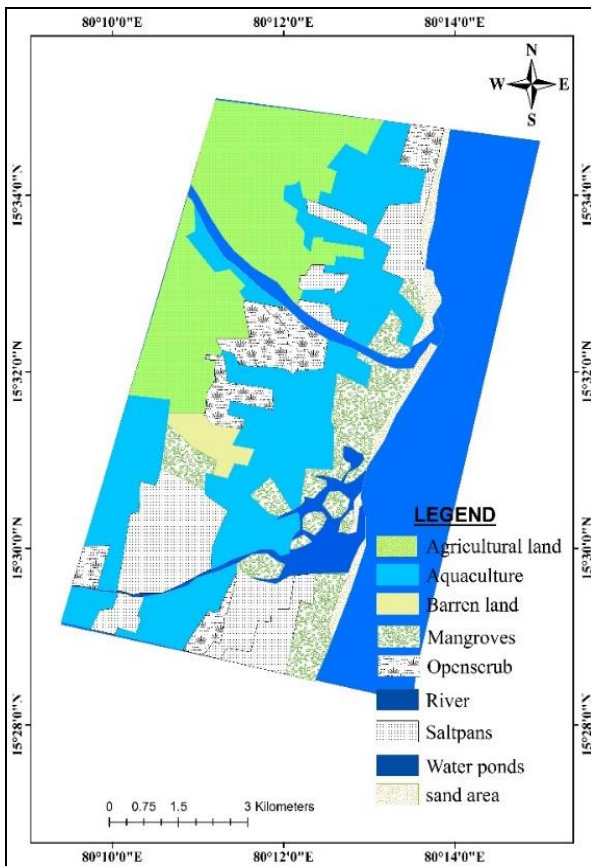 80°10'0"E 80°12'0"E 80°14'0"E
N
W E
S
15°34'0"N 15°34'0"N
15°32'0"N 15°32'0"N
15°30'0"N 15°30'0"N
15°28'0"N 15°28'0"N
LEGEND
Agricultural land
Aquaculture
Barren land
Mangroves
Openscrub
River
Saltpans
Water ponds
sand area
0 0.75 1.5 3 Kilometers
80°10'0"E 80°12'0"E 80°14'0"E